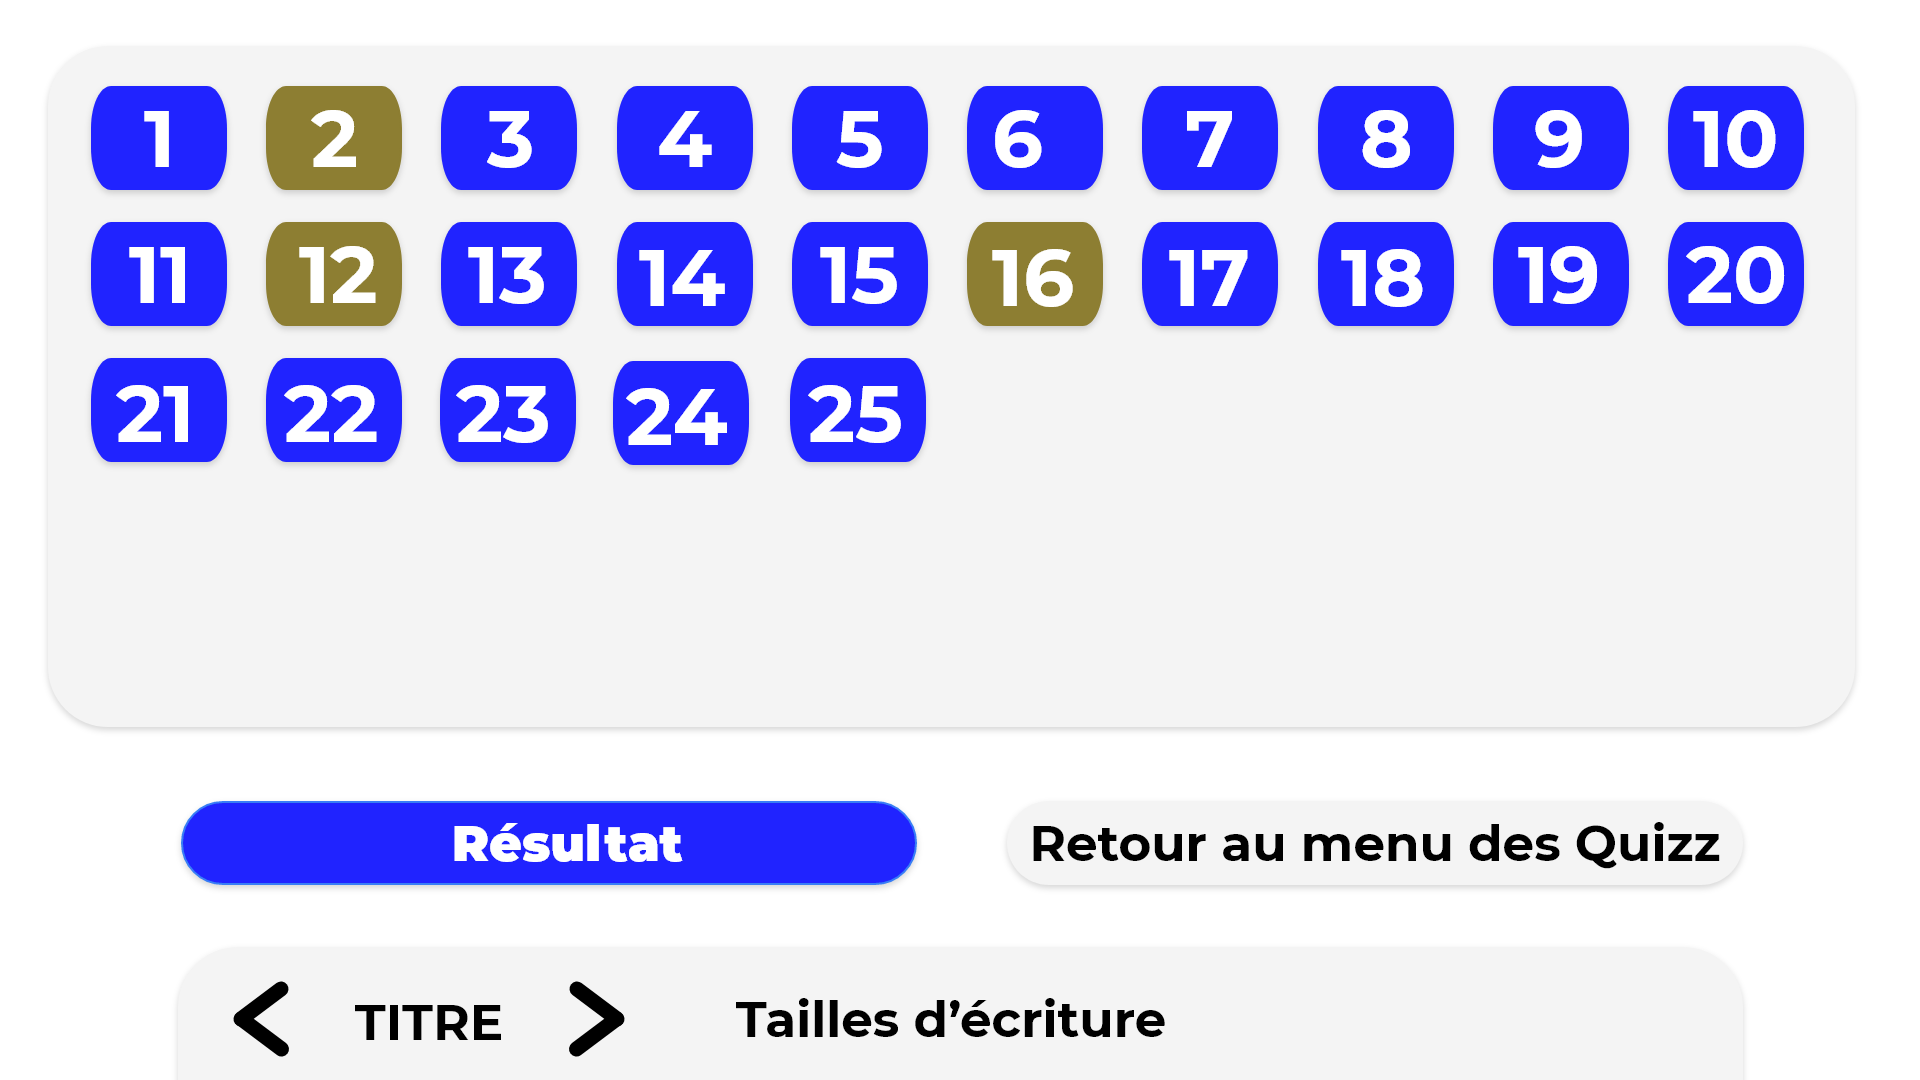 1 2 3 4 5 6 7 8 9 10
11 12 13 14 15 16 17 18 19 20
21 22 23 24 25
Résultat
Retour au menu des Quizz
TITRE
Tailles d’écriture